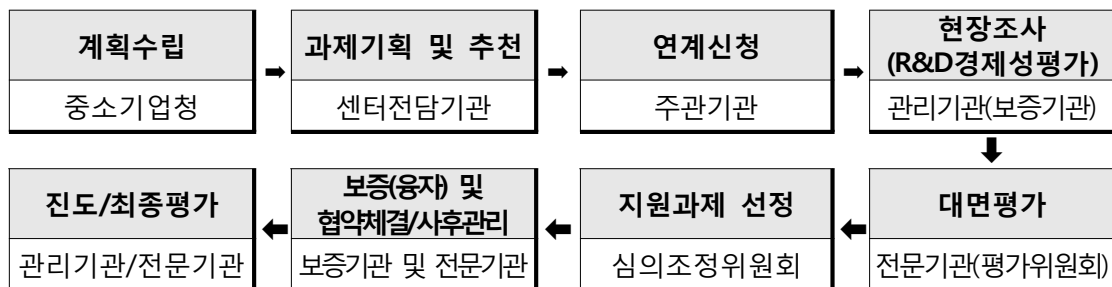 계획수립
중소기업청
➡
과제기획 및 추천
센터전담기관
➡
연계신청
주관기관
➡
현장조사
(R&D경제성평가)
관리기관(보증기관)
⬇
대면평가
전문기관(평가위원회)
⬅
지원과제 선정
심의조정위원회
⬅
보증(융자) 및
협약체결/사후관리
보증기관 및 전문기관
⬅
진도/최종평가
관리기관/전문기관